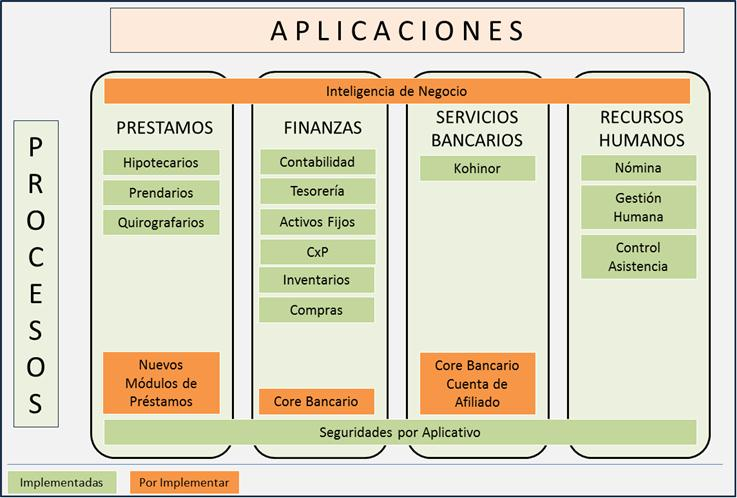 APLICACIONES
PROCESOS
Inteligencia de Negocio
PRESTAMOS
Hipotecarios
Prendarios
Quirografarios
Nuevos
Módulos de
Préstamos
FINANZAS
Contabilidad
Tesorería
Activos Fijos
CxP
Inventarios
Compras
Core Bancario
SERVICIOS
BANCARIOS
Kohinor
Core Bancario
Cuenta de
Afiliado
RECURSOS
HUMANOS
Nómina
Gestión
Humana
Control
Asistencia
Seguridades por Aplicativo
Implementadas
Por Implementar